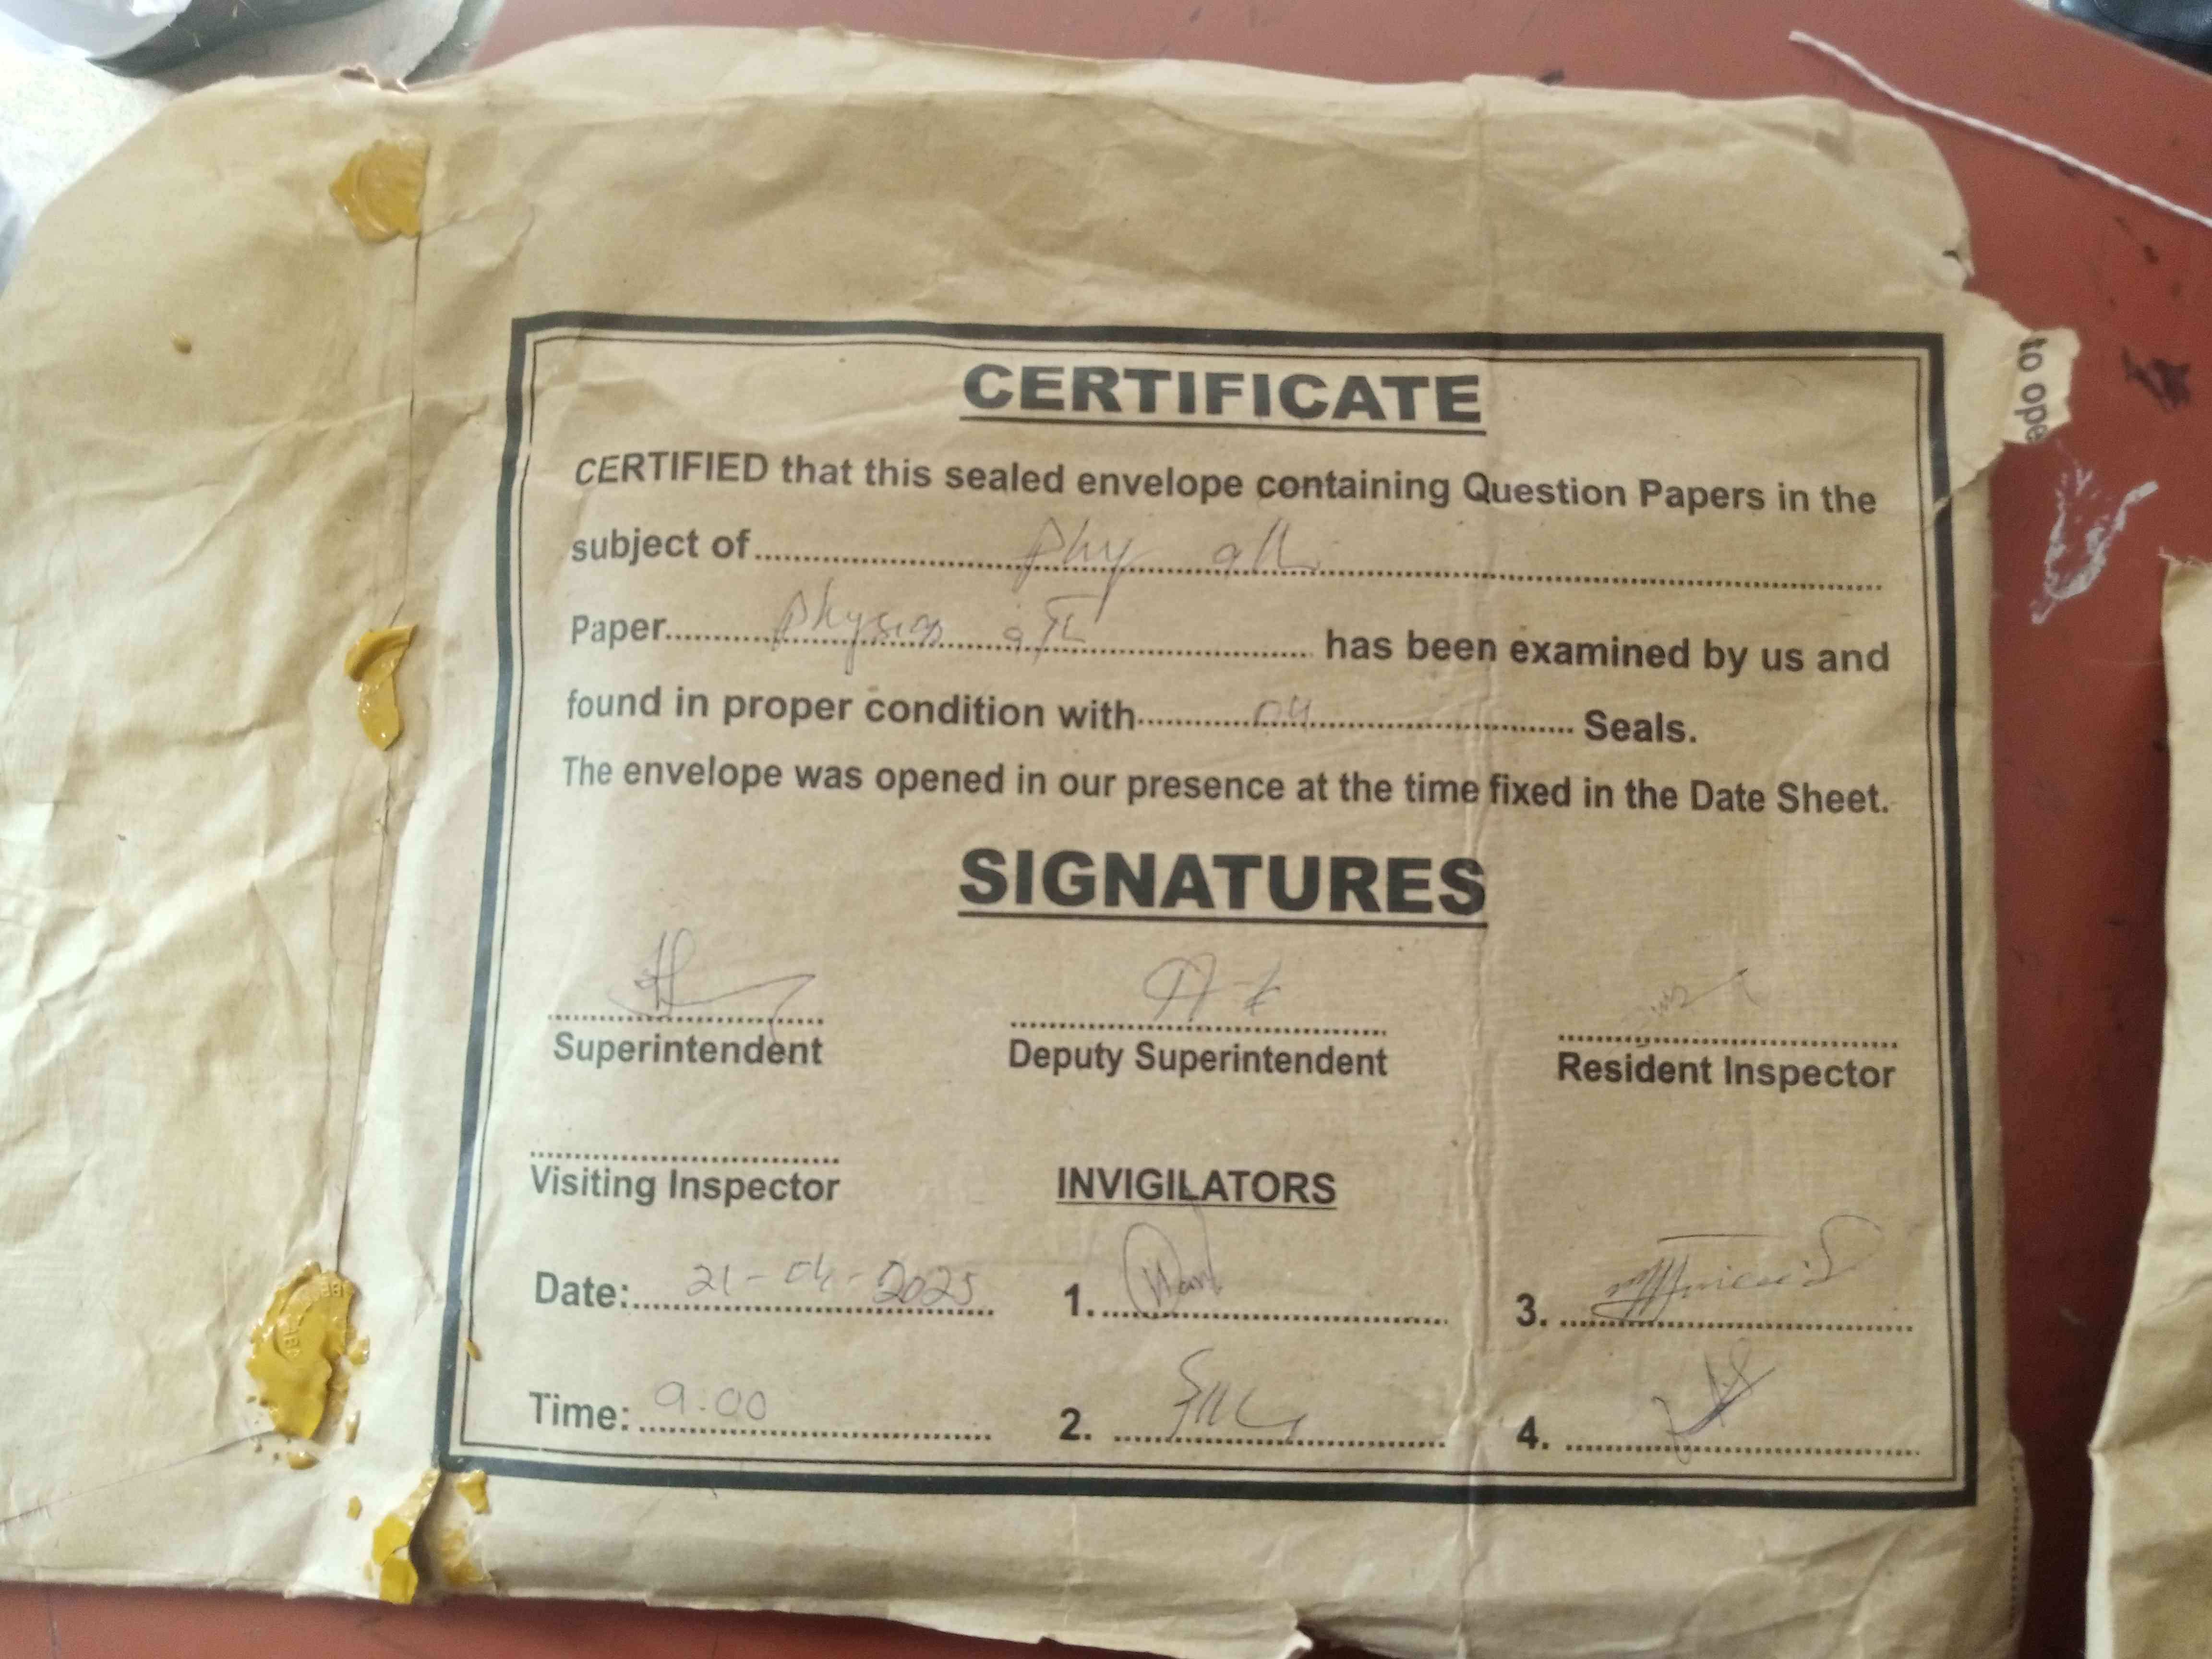 CERTIFICATE
CERTIFIED that this sealed envelope containing Question Papers in the
subject of Phy 9th
Paper Physics 9th has been examined by us and
found in proper condition with 04 Seals.
The envelope was opened in our presence at the time fixed in the Date Sheet.
SIGNATURES
Superintendent Deputy Superintendent Resident Inspector
Visiting Inspector INVIGILATORS
Date: 21-04-2025 1. 3.
Time: 9.00 2. 4.
to ope